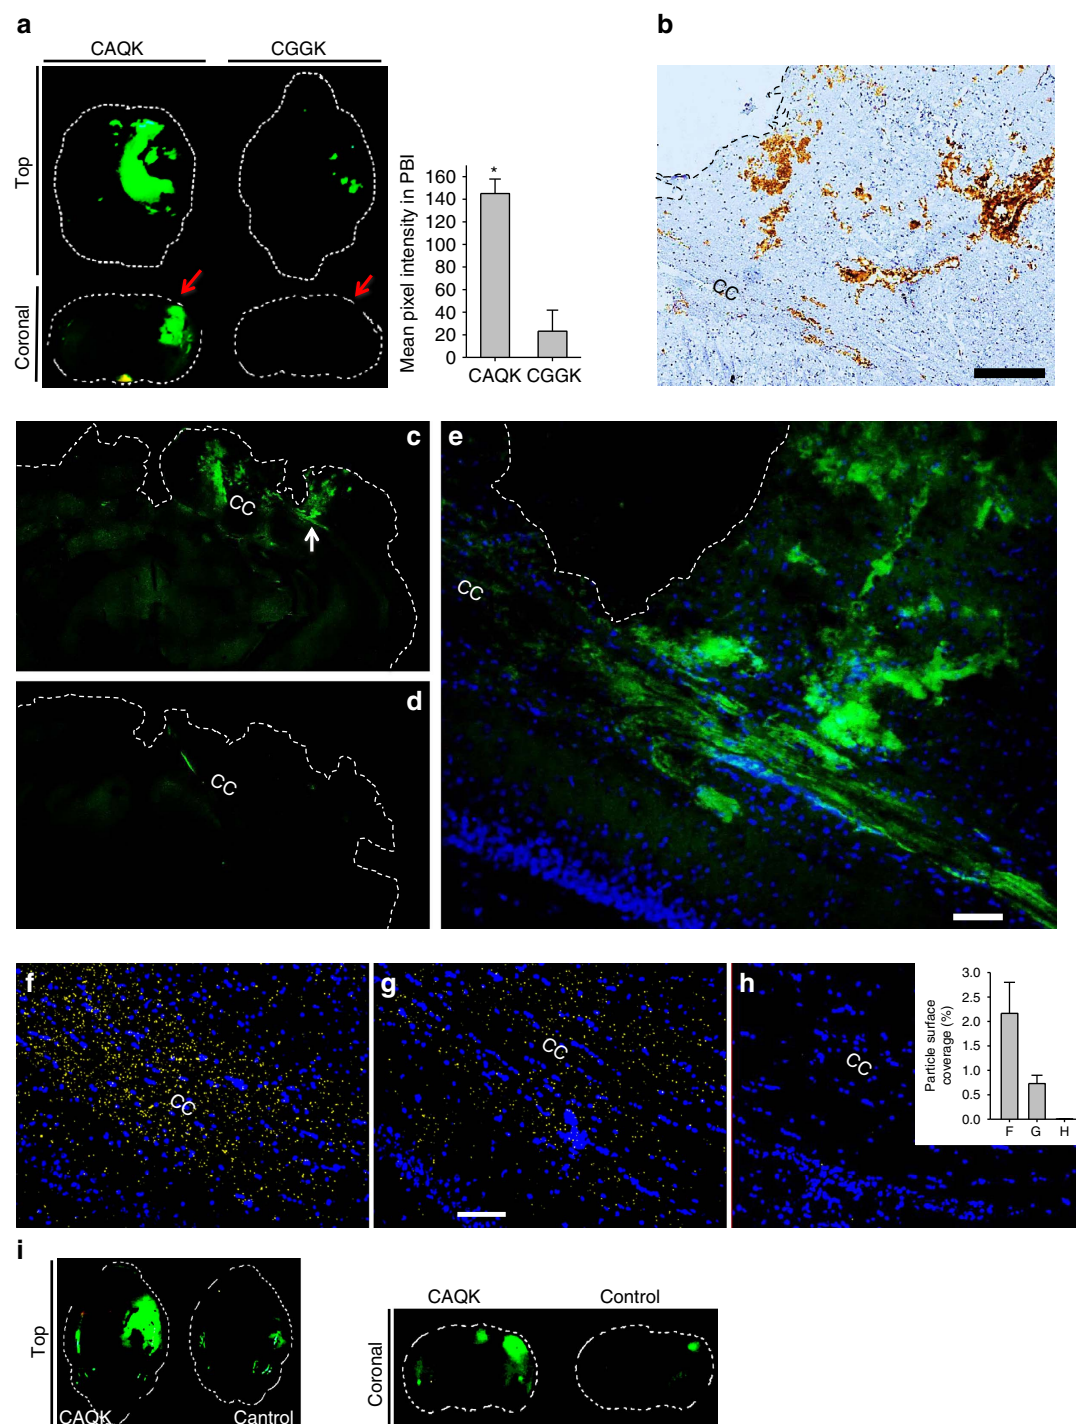 a
CAQK
CGGK
Top
Coronal
Mean pixel intensity in PBI
160
140
120
100
80
60
40
20
0
*
CAQK
CGGK
b
CC
c
CC
d
CC
e
CC
f
CC
g
CC
h
CC
Particle surface
coverage (%)
3.0
2.5
2.0
1.5
1.0
0.5
0.0
F
G
H
i
Top
CAQK
Cantrol
CAQK
Control
Coronal